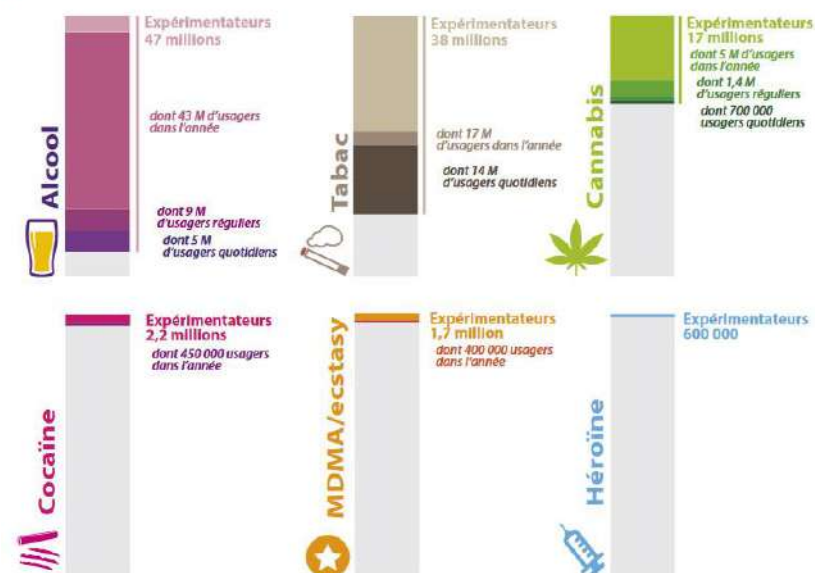 Alcool
Expérimentateurs
47 millions
dont 43 M d'usagers
dans l'année
dont 9 M
d'usagers réguliers
dont 5 M
d'usagers quotidiens
Tabac
Expérimentateurs
38 millions
dont 17 M
d'usagers dans l'année
dont 14 M
d'usagers quotidiens
Cannabis
Expérimentateurs
17 millions
dont 5 M d'usagers
dans l'année
dont 1,4 M
d'usagers réguliers
dont 700 000
usagers quotidiens
Cocaïne
Expérimentateurs
2,2 millions
dont 450 000 usagers
dans l'année
MDMA/ecstasy
Expérimentateurs
1,7 million
dont 400 000 usagers
dans l'année
Héroïne
Expérimentateurs
600 000